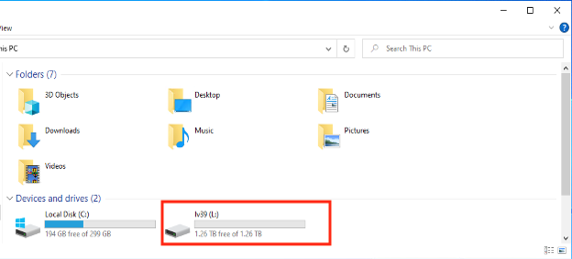 View
his PC
Search This PC
Folders (7)
3D Objects
Desktop
Documents
Downloads
Music
Pictures
Videos
Devices and drives (2)
Local Disk (C:)
194 GB free of 299 GB
lv39 (L:)
1.26 TB free of 1.26 TB